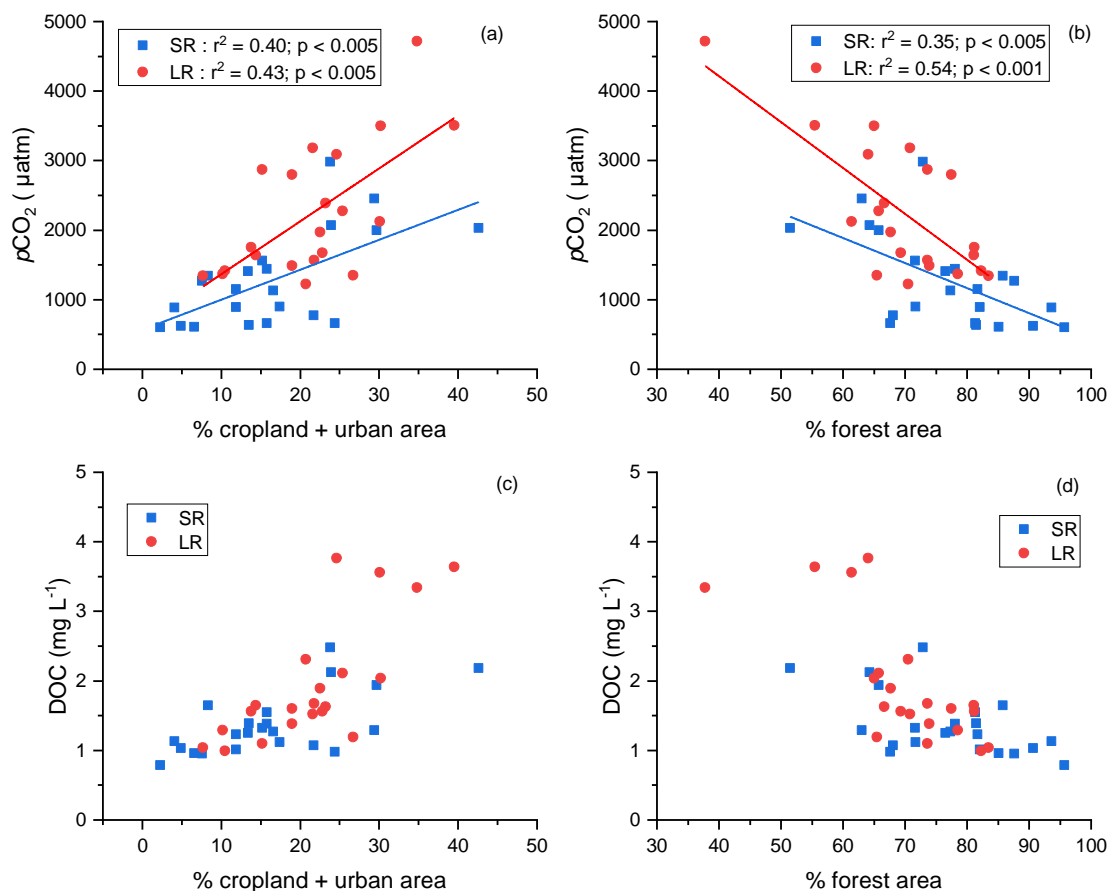 (a)
SR : r² = 0.40; p < 0.005
LR : r² = 0.43; p < 0.005
5000
4000
3000
2000
1000
0
pCO₂ ( µatm)
0 10 20 30 40 50
% cropland + urban area
(b)
SR: r² = 0.35; p < 0.005
LR: r² = 0.54; p < 0.001
5000
4000
3000
2000
1000
0
pCO₂ ( µatm)
30 40 50 60 70 80 90 100
% forest area
(c)
SR
LR
5
4
3
2
1
0
DOC (mg L⁻¹)
0 10 20 30 40 50
% cropland + urban area
(d)
SR
LR
5
4
3
2
1
0
DOC (mg L⁻¹)
30 40 50 60 70 80 90 100
% forest area